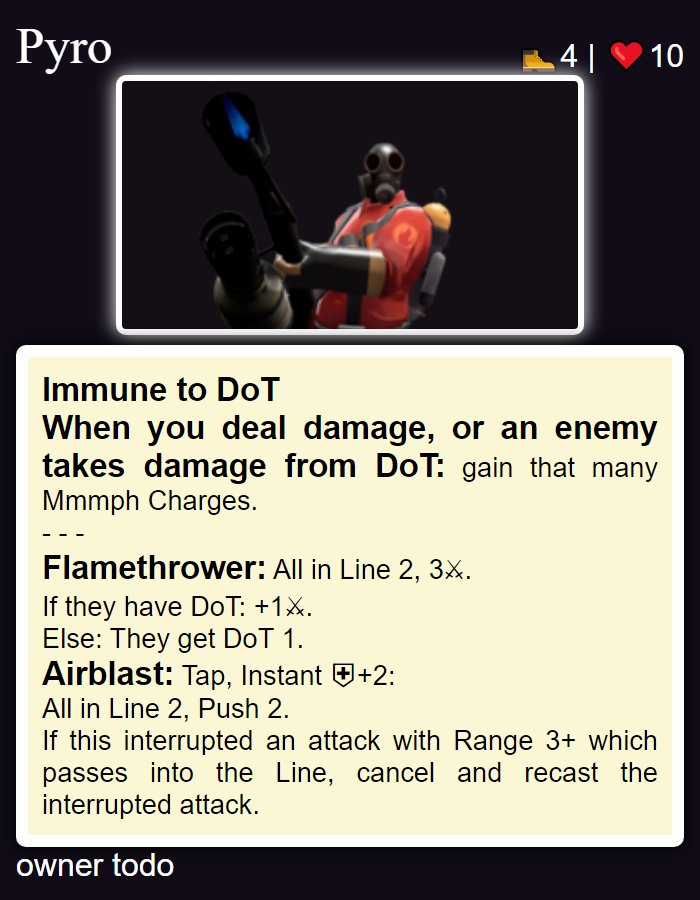 Pyro
4 | 10
Immune to DoT
When you deal damage, or an enemy
takes damage from DoT: gain that many
Mmmph Charges.
- - -
Flamethrower: All in Line 2, 3⚔.
If they have DoT: +1⚔.
Else: They get DoT 1.
Airblast: Tap, Instant ⛨+2:
All in Line 2, Push 2.
If this interrupted an attack with Range 3+ which
passes into the Line, cancel and recast the
interrupted attack.
owner todo